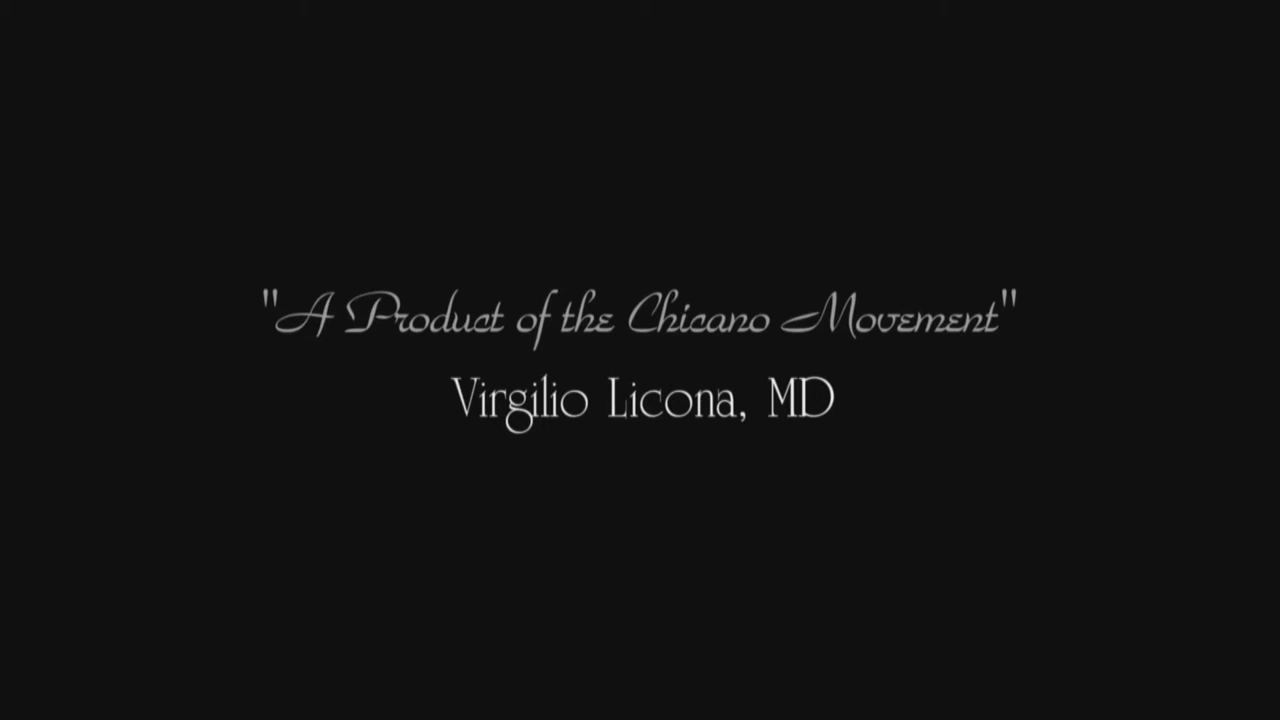 "A Product of the Chicano Movement"
Virgilio Licona, MD